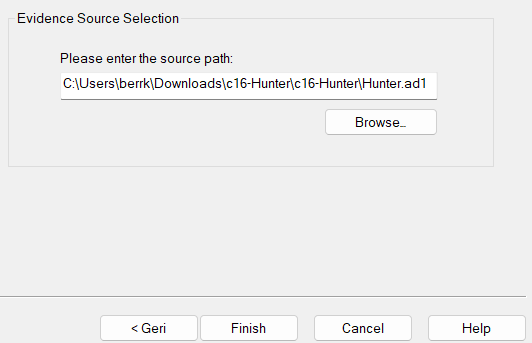 Evidence Source Selection
Please enter the source path:
C:\Users\berrk\Downloads\c16-Hunter\c16-Hunter\Hunter.ad1
Browse...
< Geri
Finish
Cancel
Help